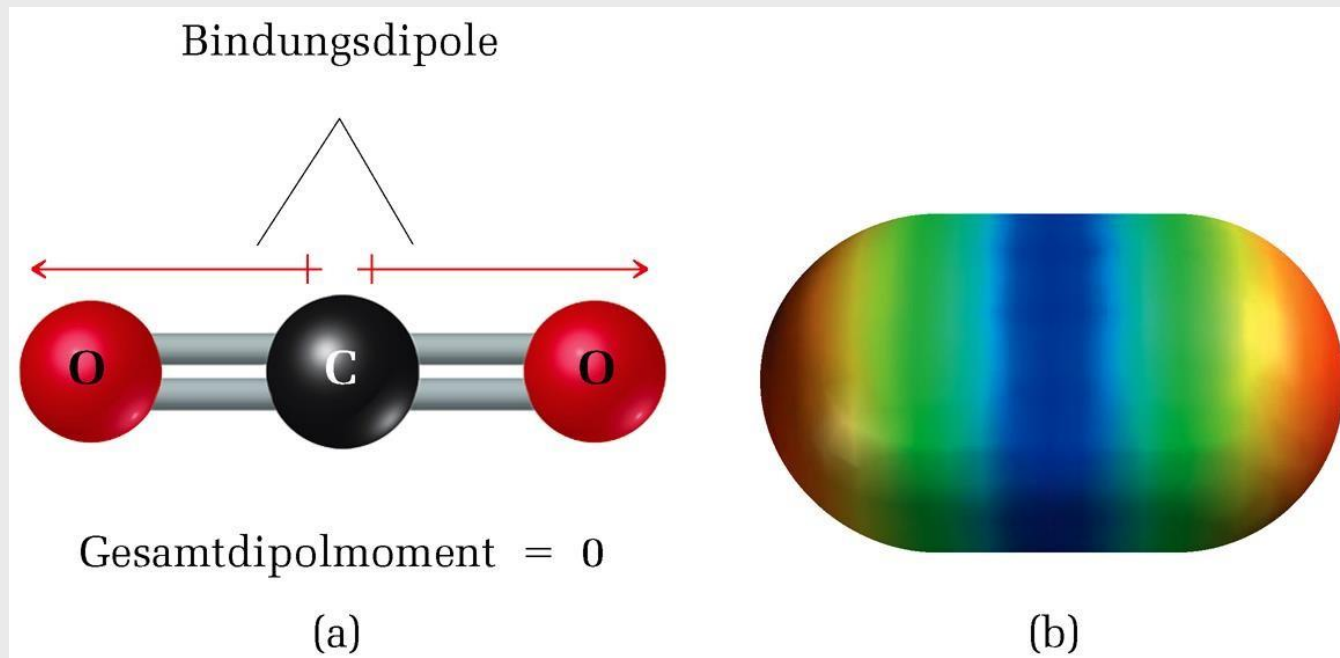 Bindungsdipole
O C O
Gesamtdipolmoment = 0
(a)
(b)